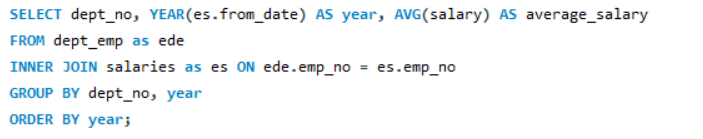 SELECT dept_no, YEAR(es.from_date) AS year, AVG(salary) AS average_salary
FROM dept_emp as ede
INNER JOIN salaries as es ON ede.emp_no = es.emp_no
GROUP BY dept_no, year
ORDER BY year;